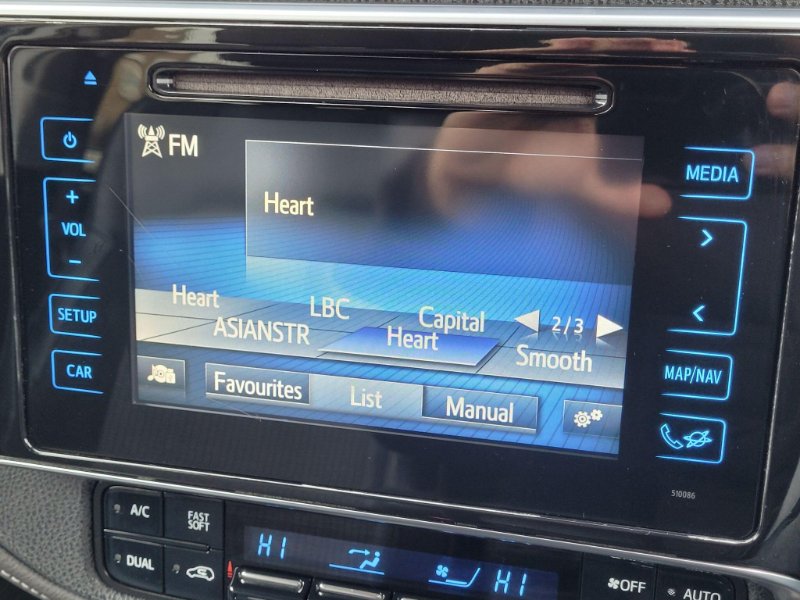 FM
MEDIA
Heart
+
VOL
-
SETUP
CAR
Heart LBC Capital 2/3
ASIANSTR Heart Smooth
Favourites List Manual
MAP/NAV
510086
A/C FAST SOFT
DUAL
HI HI
OFF AUTO